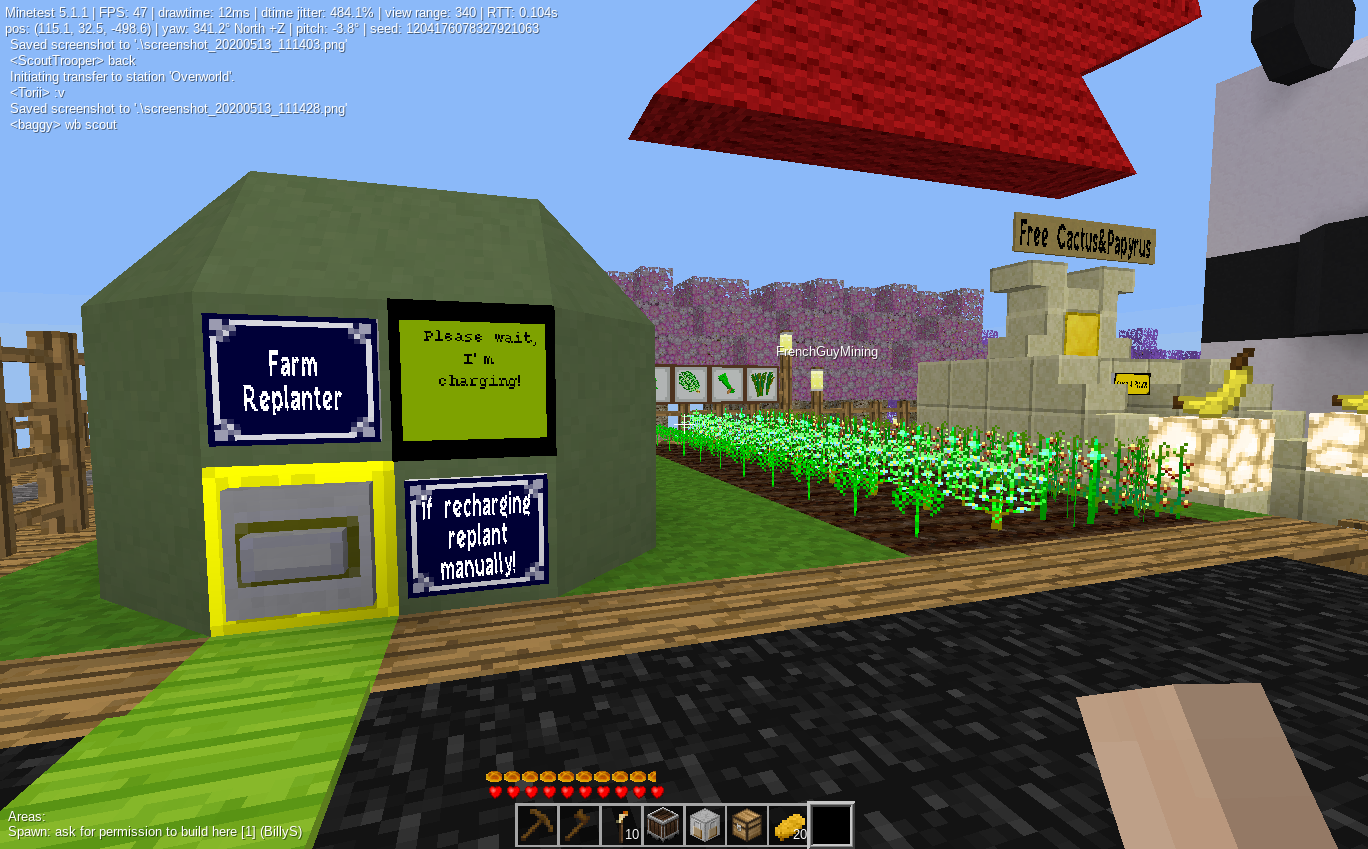 Minetest 5.1.1 | FPS: 47 | drawtime: 12ms | dtime jitter: 484.1% | view range: 340 | RTT: 0.104s
pos: (115.1, 32.5, -498.6) | yaw: 341.2° North +Z | pitch: -3.8° | seed: 1204176078327921063
Saved screenshot to '.\screenshot_20200513_111403.png'
<ScoutTrooper> back
Initiating transfer to station 'Overworld'.
<Torii> :v
Saved screenshot to '.\screenshot_20200513_111428.png'
<baggy> wb scout
Free Cactus&Papyrus
Farm
Replanter
Please wait,
I'm
charging!
FrenchGuyMining
if recharging
replant
manually!
10
20
Areas:
Spawn: ask for permission to build here [1] (BillyS)